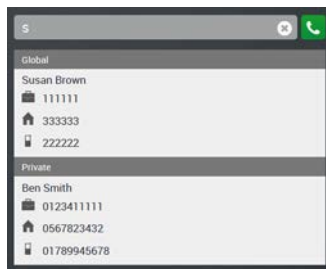 S
Global
Susan Brown
111111
333333
222222
Private
Ben Smith
0123411111
0567823432
01789945678